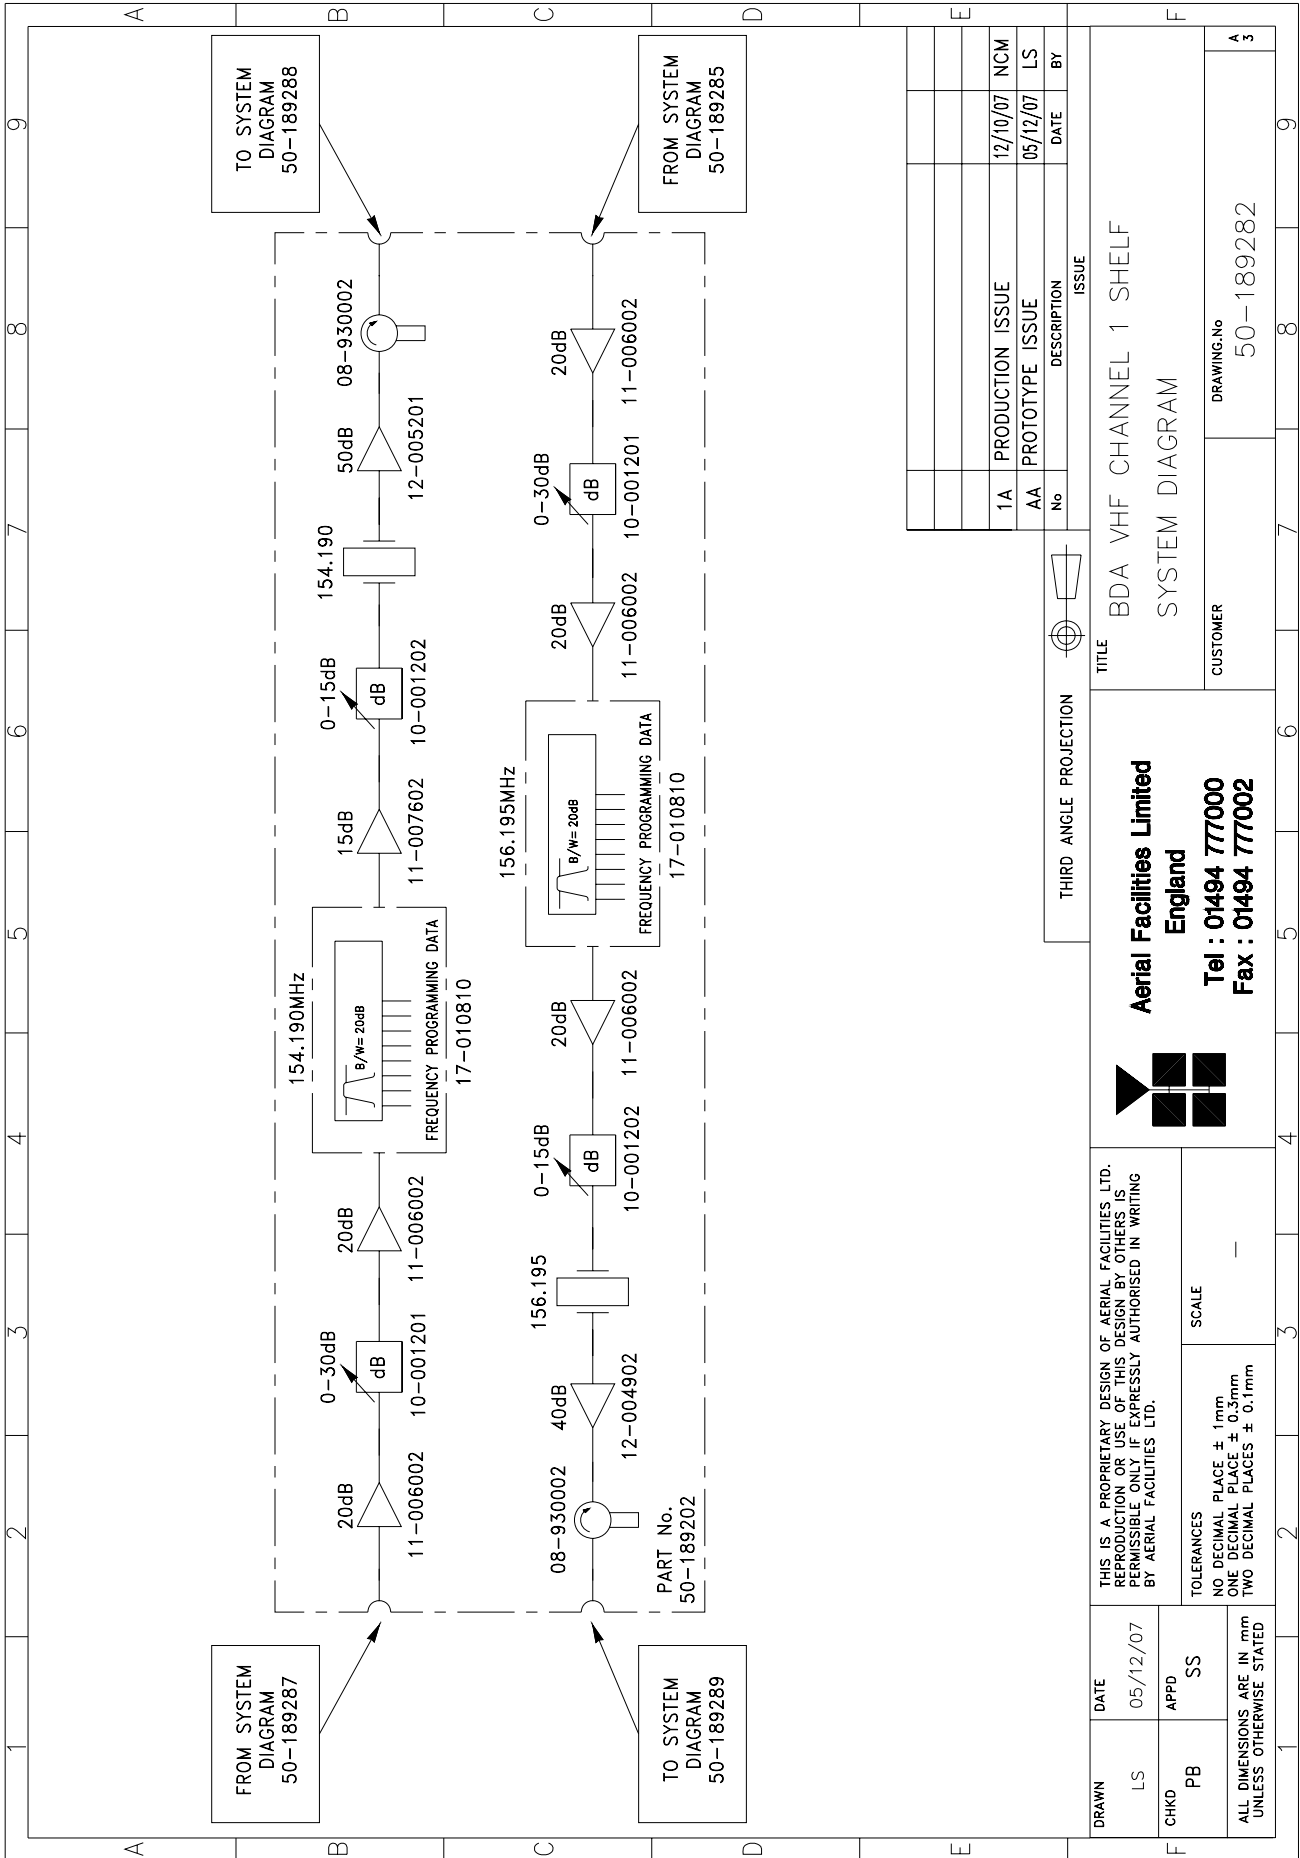 1 2 3 4 5 6 7 8 9
A
B
C
D
E
F
FROM SYSTEM
DIAGRAM
50-189287
TO SYSTEM
DIAGRAM
50-189288
20dB
11-006002
0-30dB
dB
10-001201
20dB
11-006002
154.190MHz
B/W= 20dB
FREQUENCY PROGRAMMING DATA
17-010810
15dB
11-007602
0-15dB
dB
10-001202
154.190
50dB
12-005201
08-930002
TO SYSTEM
DIAGRAM
50-189289
FROM SYSTEM
DIAGRAM
50-189285
08-930002
40dB
12-004902
156.195
0-15dB
dB
10-001202
20dB
11-006002
156.195MHz
B/W= 20dB
FREQUENCY PROGRAMMING DATA
17-010810
20dB
11-006002
0-30dB
dB
10-001201
20dB
11-006002
PART No.
50-189202
1A PRODUCTION ISSUE 12/10/07 NCM
AA PROTOTYPE ISSUE 05/12/07 LS
No DESCRIPTION DATE BY
ISSUE
THIRD ANGLE PROJECTION
DRAWN
LS
DATE
05/12/07
CHKD
PB
APPD
SS
ALL DIMENSIONS ARE IN mm
UNLESS OTHERWISE STATED
THIS IS A PROPRIETARY DESIGN OF AERIAL FACILITIES LTD.
REPRODUCTION OR USE OF THIS DESIGN BY OTHERS IS
PERMISSIBLE ONLY IF EXPRESSLY AUTHORISED IN WRITING
BY AERIAL FACILITIES LTD.
TOLERANCES
NO DECIMAL PLACE ± 1mm
ONE DECIMAL PLACE ± 0.3mm
TWO DECIMAL PLACES ± 0.1mm
SCALE
—
Aerial Facilities Limited
England
Tel : 01494 777000
Fax : 01494 777002
TITLE
BDA VHF CHANNEL 1 SHELF
SYSTEM DIAGRAM
CUSTOMER
DRAWING.No
50-189282
A
3
1 2 3 4 5 6 7 8 9
A
B
C
D
E
F